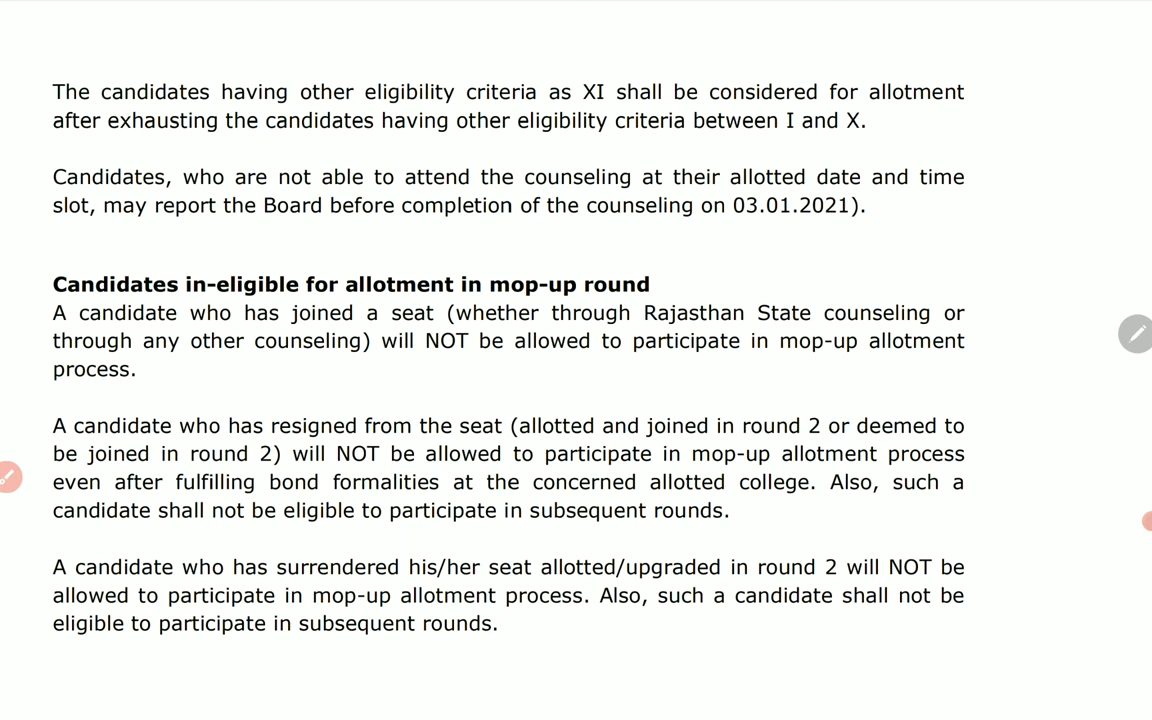 The candidates having other eligibility criteria as XI shall be considered for allotment
after exhausting the candidates having other eligibility criteria between I and X.
Candidates, who are not able to attend the counseling at their allotted date and time
slot, may report the Board before completion of the counseling on 03.01.2021).
Candidates in-eligible for allotment in mop-up round
A candidate who has joined a seat (whether through Rajasthan State counseling or
through any other counseling) will NOT be allowed to participate in mop-up allotment
process.
A candidate who has resigned from the seat (allotted and joined in round 2 or deemed to
be joined in round 2) will NOT be allowed to participate in mop-up allotment process
even after fulfilling bond formalities at the concerned allotted college. Also, such a
candidate shall not be eligible to participate in subsequent rounds.
A candidate who has surrendered his/her seat allotted/upgraded in round 2 will NOT be
allowed to participate in mop-up allotment process. Also, such a candidate shall not be
eligible to participate in subsequent rounds.